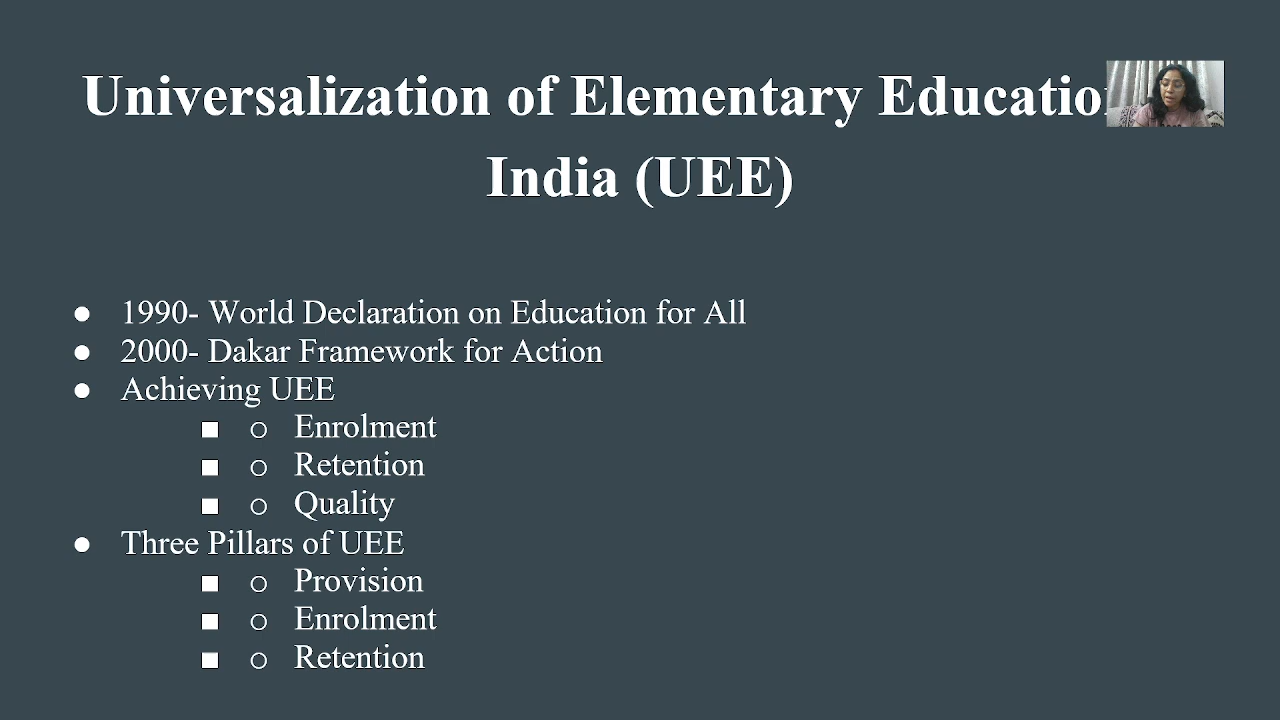 Universalization of Elementary
India (UEE)
● 1990- World Declaration on Education for All
● 2000- Dakar Framework for Action
● Achieving UEE
■ ○ Enrolment
■ ○ Retention
■ ○ Quality
● Three Pillars of UEE
■ ○ Provision
■ ○ Enrolment
■ ○ Retention